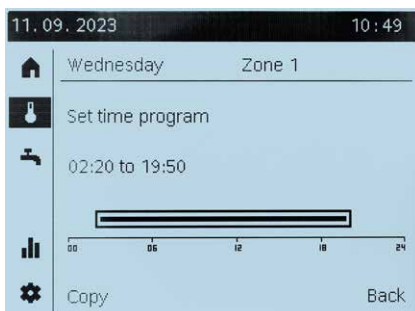 11. 09. 2023 10:49
Wednesday Zone 1
Set time program
02:20 to 19:50
00 06 12 18 24
Copy Back